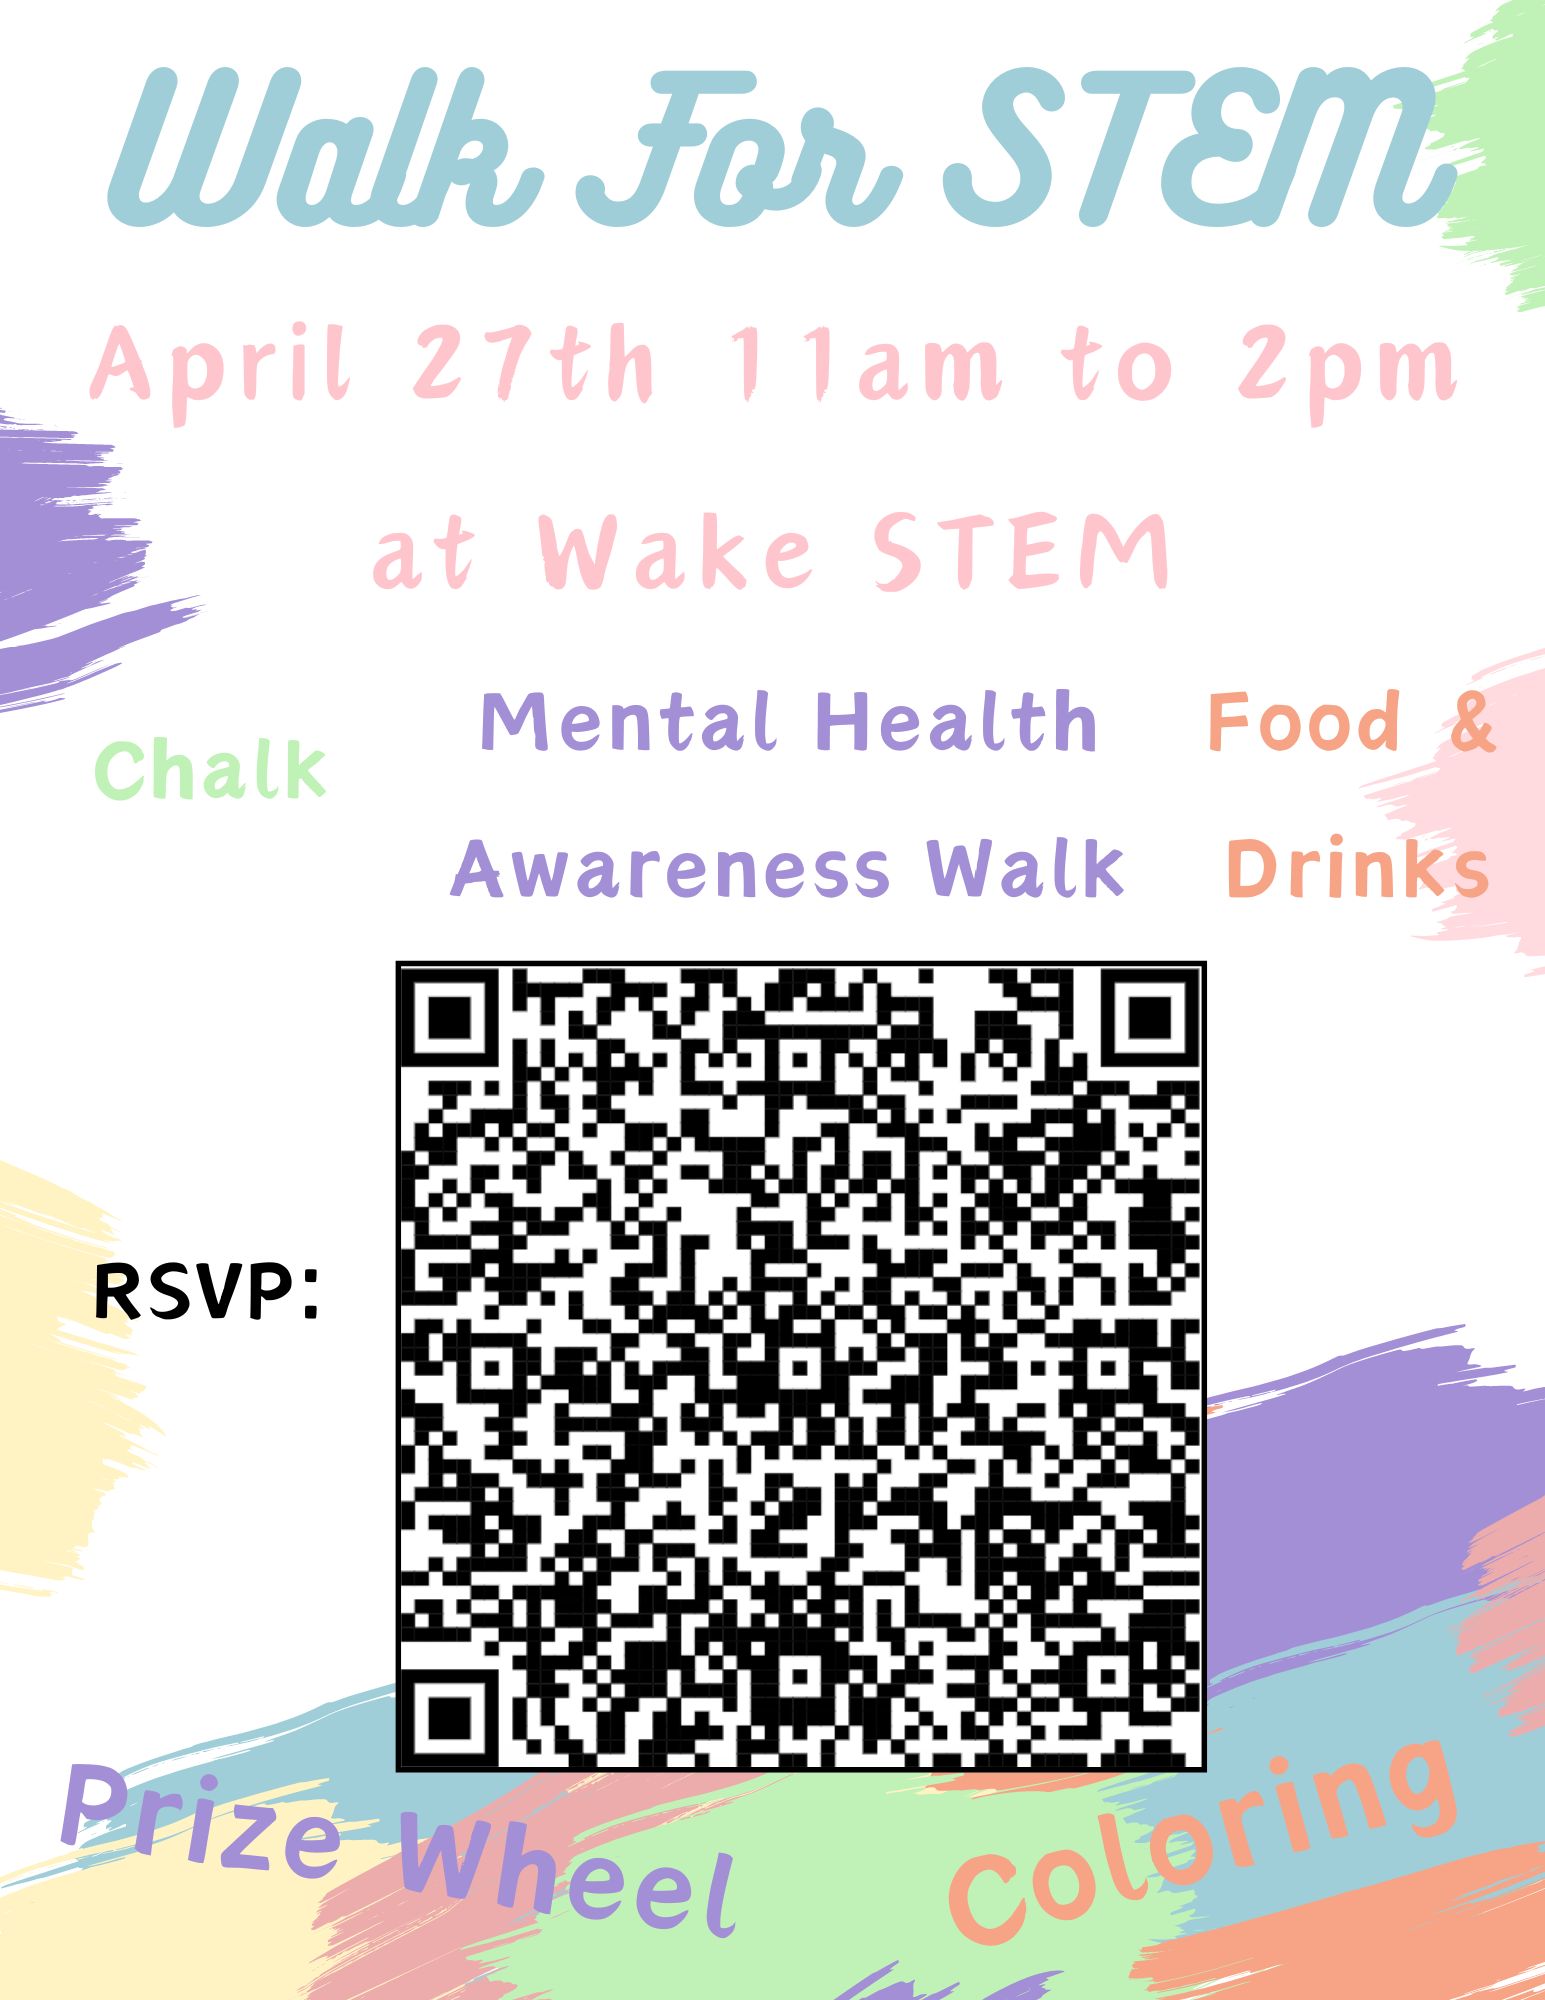 Walk For STEM
April 27th 11am to 2pm
at Wake STEM
Chalk
Mental Health
Awareness Walk
Food &
Drinks
RSVP:
Prize Wheel
Coloring